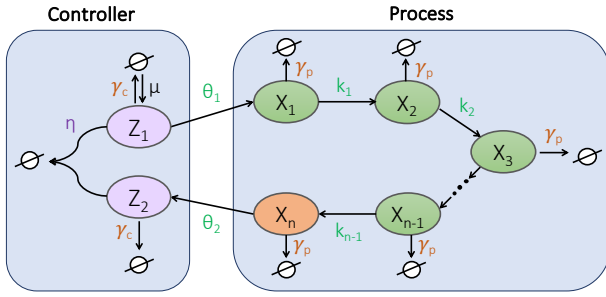 Controller
Process
γc
μ
Z1
η
Z2
γc
θ1
θ2
γp
X1
k1
γp
X2
k2
X3
γp
Xn-1
γp
kn-1
Xn
γp